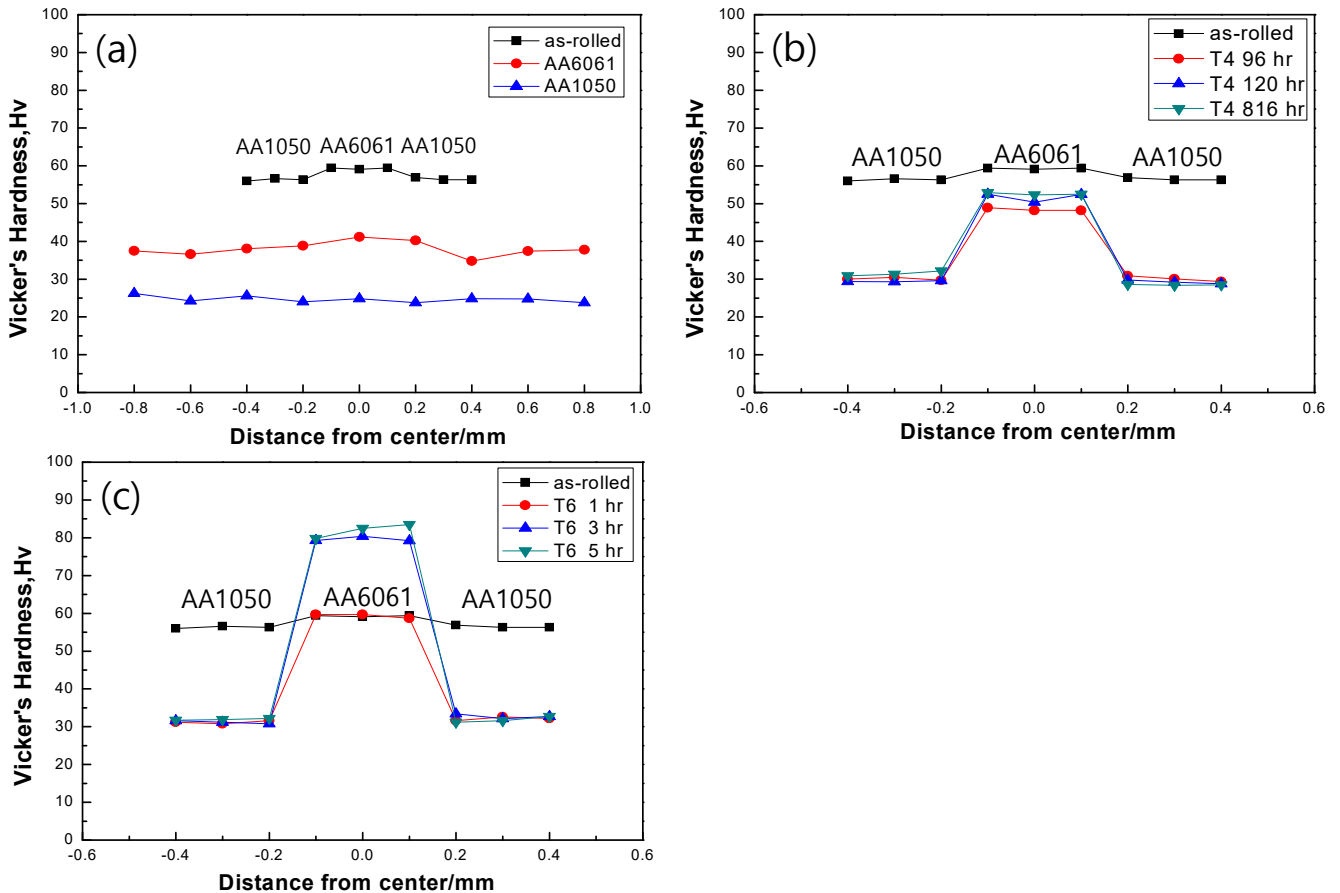 (a)
as-rolled
AA6061
AA1050
AA1050 AA6061 AA1050
Vicker's Hardness,Hv
100
90
80
70
60
50
40
30
20
10
0
-1.0 -0.8 -0.6 -0.4 -0.2 0.0 0.2 0.4 0.6 0.8 1.0
Distance from center/mm
(b)
as-rolled
T4 96 hr
T4 120 hr
T4 816 hr
AA1050 AA6061 AA1050
Vicker's Hardness,Hv
100
90
80
70
60
50
40
30
20
10
0
-0.6 -0.4 -0.2 0.0 0.2 0.4 0.6
Distance from center/mm
(c)
as-rolled
T6 1 hr
T6 3 hr
T6 5 hr
AA1050 AA6061 AA1050
Vicker's Hardness,Hv
100
90
80
70
60
50
40
30
20
10
0
-0.6 -0.4 -0.2 0.0 0.2 0.4 0.6
Distance from center/mm